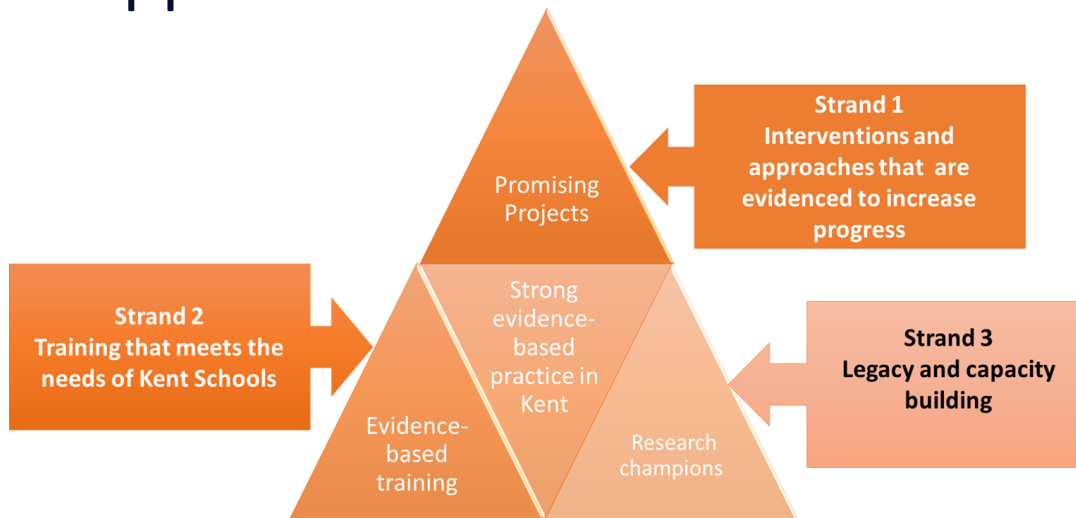 Strand 1
Interventions and
approaches that are
evidenced to increase
progress
Promising
Projects
Strand 2
Training that meets the
needs of Kent Schools
Strong
evidence-
based
practice in
Kent
Strand 3
Legacy and capacity
building
Evidence-
based
training
Research
champions